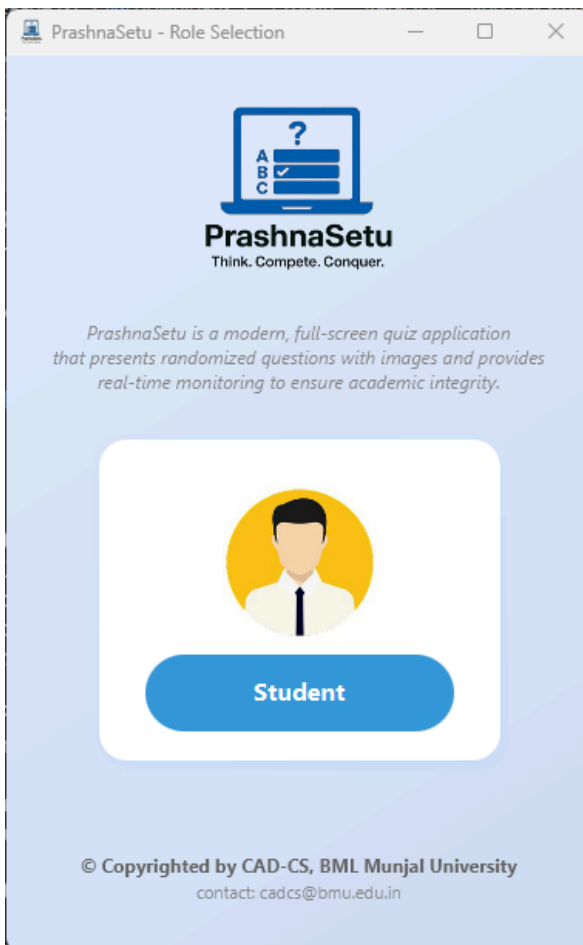 PrashnaSetu - Role Selection
?
A
B
C
PrashnaSetu
Think. Compete. Conquer.
PrashnaSetu is a modern, full-screen quiz application
that presents randomized questions with images and provides
real-time monitoring to ensure academic integrity.
Student
© Copyrighted by CAD-CS, BML Munjal University
contact: cadcs@bmu.edu.in